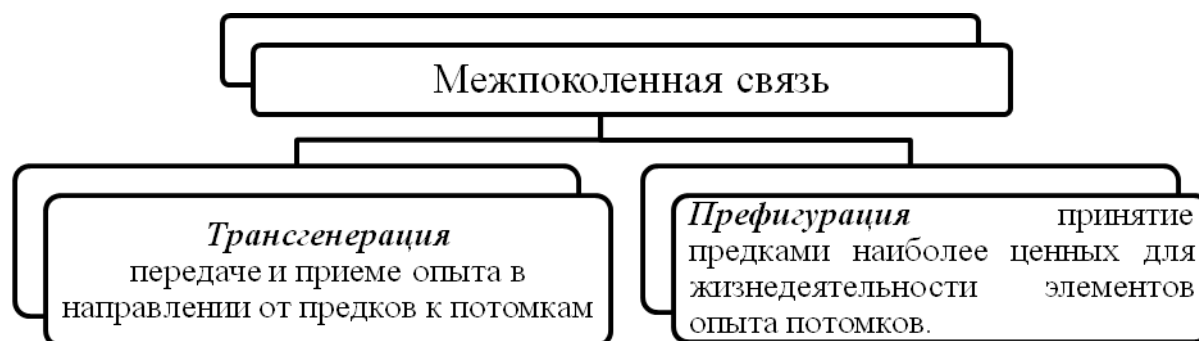 Межпоколенная связь
Трансгенерация
передаче и приеме опыта в
направлении от предков к потомкам
Префигурация принятие
предками наиболее ценных для
жизнедеятельности элементов
опыта потомков.